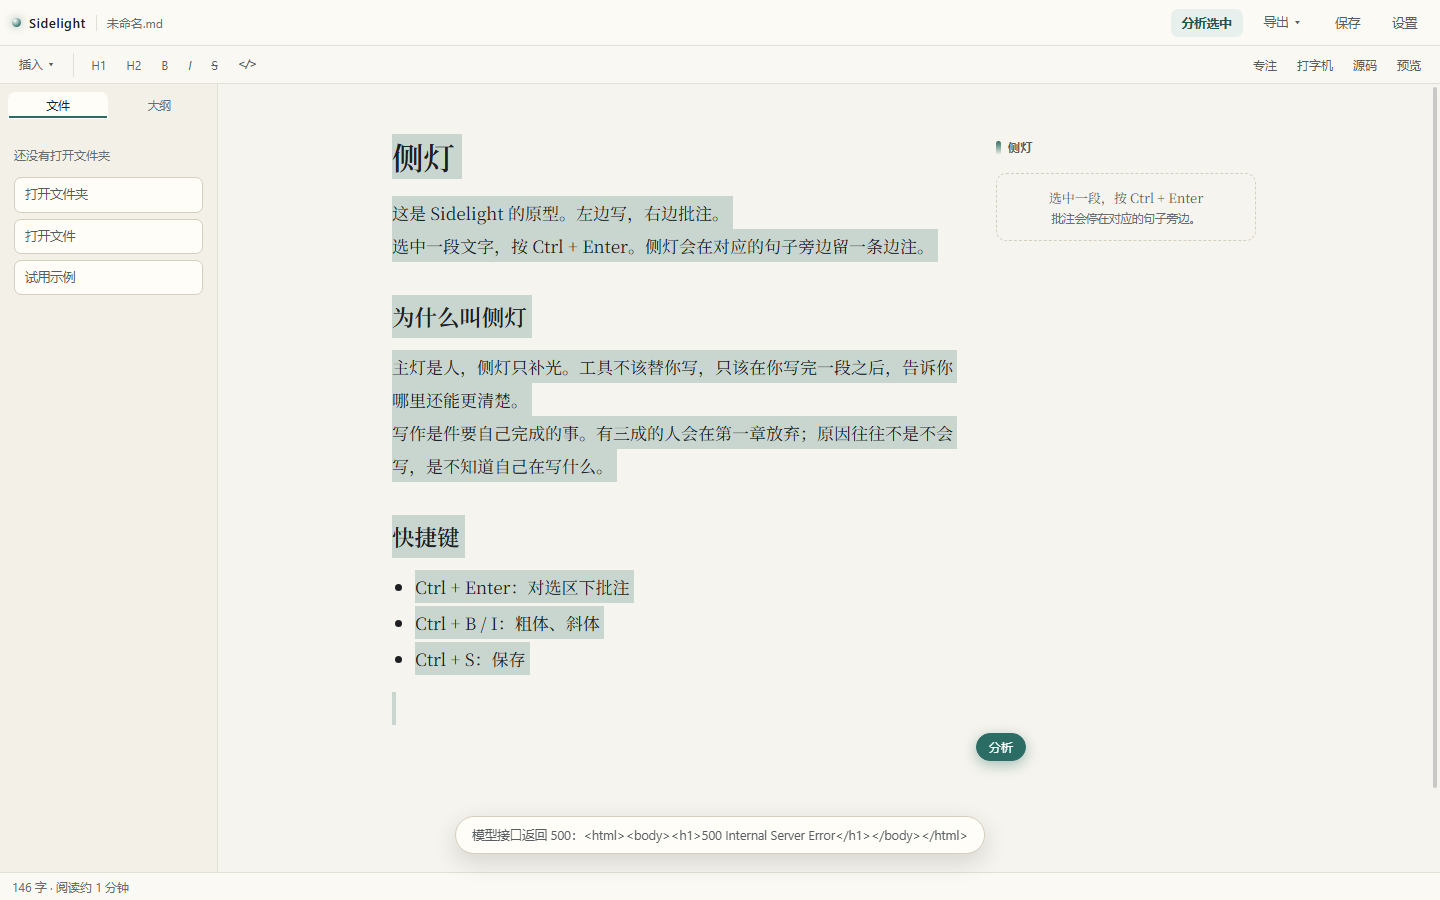 Sidelight
未命名.md
分析选中
导出
保存
设置
插入
H1
H2
B
I
S
</>
专注
打字机
源码
预览
文件
大纲
还没有打开文件夹
打开文件夹
打开文件
试用示例
侧灯
这是 Sidelight 的原型。左边写，右边批注。
选中一段文字，按 Ctrl + Enter。侧灯会在对应的句子旁边留一条边注。
为什么叫侧灯
主灯是人，侧灯只补光。工具不该替你写，只该在你写完一段之后，告诉你
哪里还能更清楚。
写作是件要自己完成的事。有三成的人会在第一章放弃；原因往往不是不会
写，是不知道自己在写什么。
快捷键
Ctrl + Enter：对选区下批注
Ctrl + B / I：粗体、斜体
Ctrl + S：保存
侧灯
选中一段，按 Ctrl + Enter
批注会停在对应的句子旁边。
分析
模型接口返回 500：<html><body><h1>500 Internal Server Error</h1></body></html>
146 字 · 阅读约 1 分钟